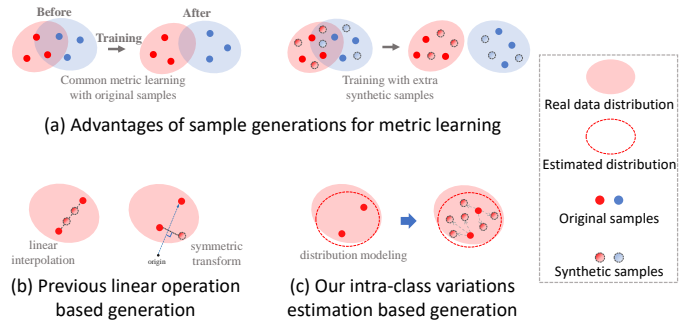 Before
After
Training
Common metric learning
with original samples
Training with extra
synthetic samples
(a) Advantages of sample generations for metric learning
linear
interpolation
origin
symmetric
transform
(b) Previous linear operation
based generation
distribution modeling
(c) Our intra-class variations
estimation based generation
Real data distribution
Estimated distribution
Original samples
Synthetic samples